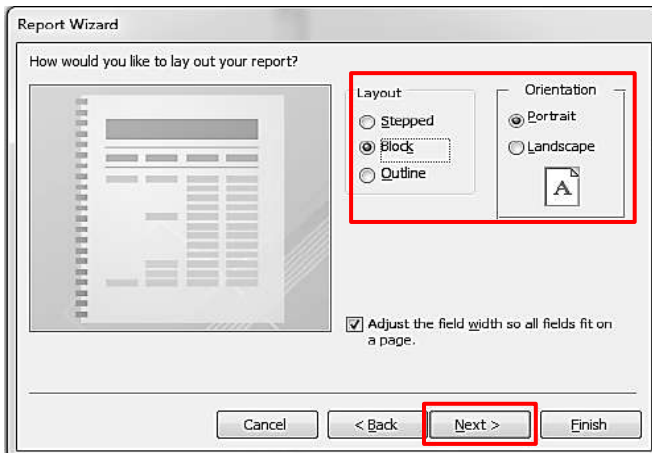 Report Wizard
How would you like to lay out your report?
Layout
Stepped
Block
Outline
Orientation
Portrait
Landscape
A
Adjust the field width so all fields fit on
a page.
Cancel
< Back
Next >
Finish